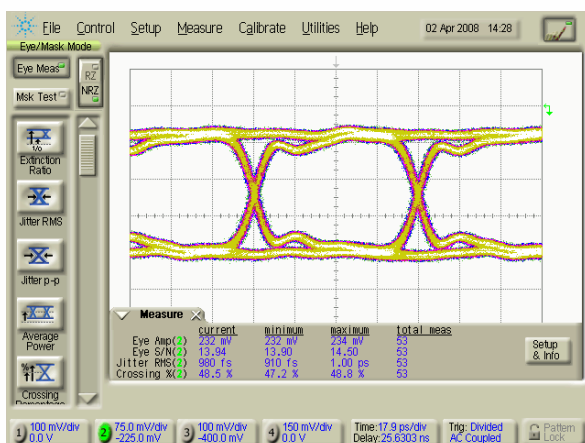 File Control Setup Measure Calibrate Utilities Help 02 Apr 2008 14:28
Eye/Mask Mode
Eye Meas
RZ
NRZ
Msk Test
Extinction
Ratio
Jitter RMS
Jitter p-p
Average
Power
Crossing
Measure
current minimum maximum total meas
Eye Amp(2) 232 mV 232 mV 234 mV 53
Eye S/N(2) 13.94 13.90 14.50 53
Jitter RMS(2) 980 fs 910 fs 1.00 ps 53
Crossing %(2) 48.5 % 47.2 % 48.8 % 53
Setup
& Info
1) 100 mV/div 0.0 V
2) 75.0 mV/div -225.0 mV
3) 100 mV/div -400.0 mV
4) 150 mV/div 0.0 V
Time:17.9 ps/div
Delay:25.6303 ns
Trig: Divided
AC Coupled
Pattern
Lock